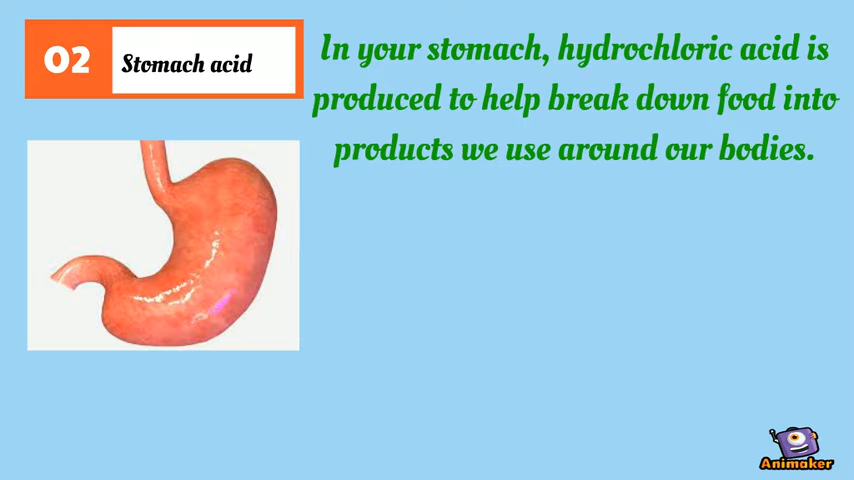 02
Stomach acid
In your stomach, hydrochloric acid is
produced to help break down food into
products we use around our bodies.
Animaker